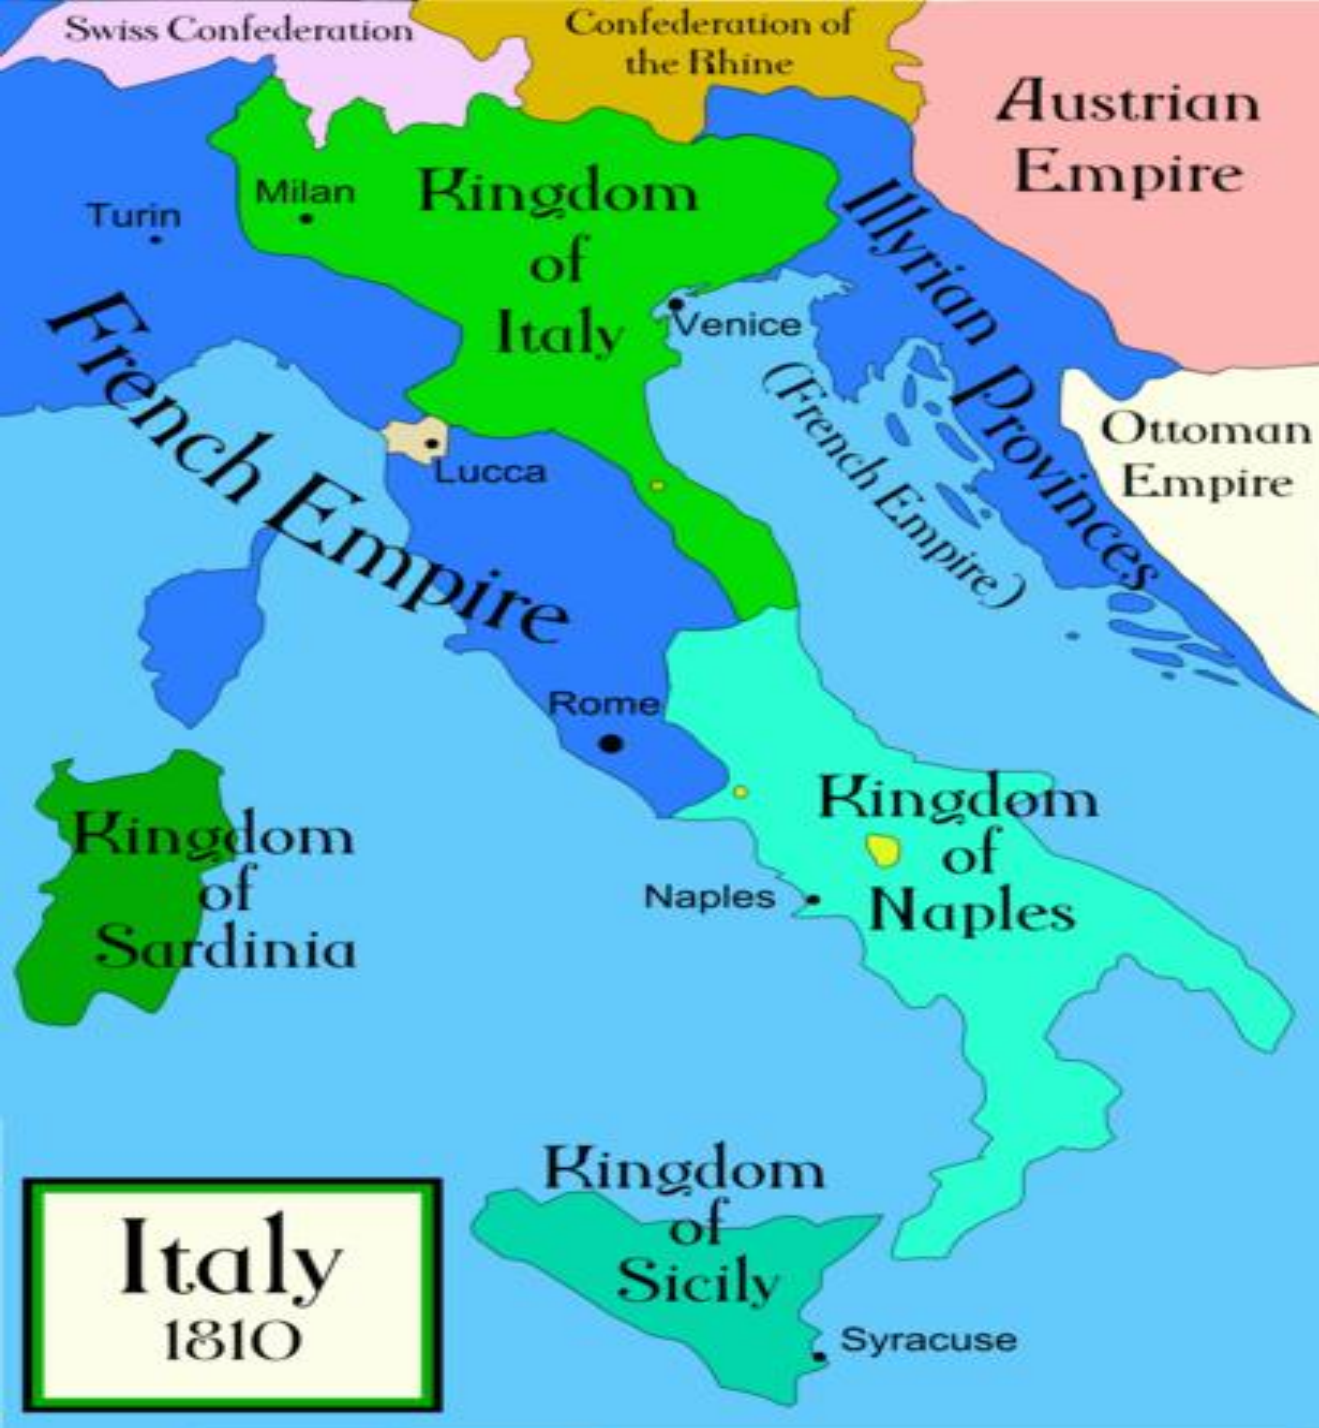 Swiss Confederation
Confederation of
the Rhine
Austrian
Empire
Milan
Turin
Kingdom
of
Italy
Illyrian Provinces
(French Empire)
Venice
French Empire
Ottoman
Empire
Lucca
Rome
Kingdom
of
Sardinia
Kingdom
of
Naples
Naples
Kingdom
of
Sicily
Syracuse
Italy
1810